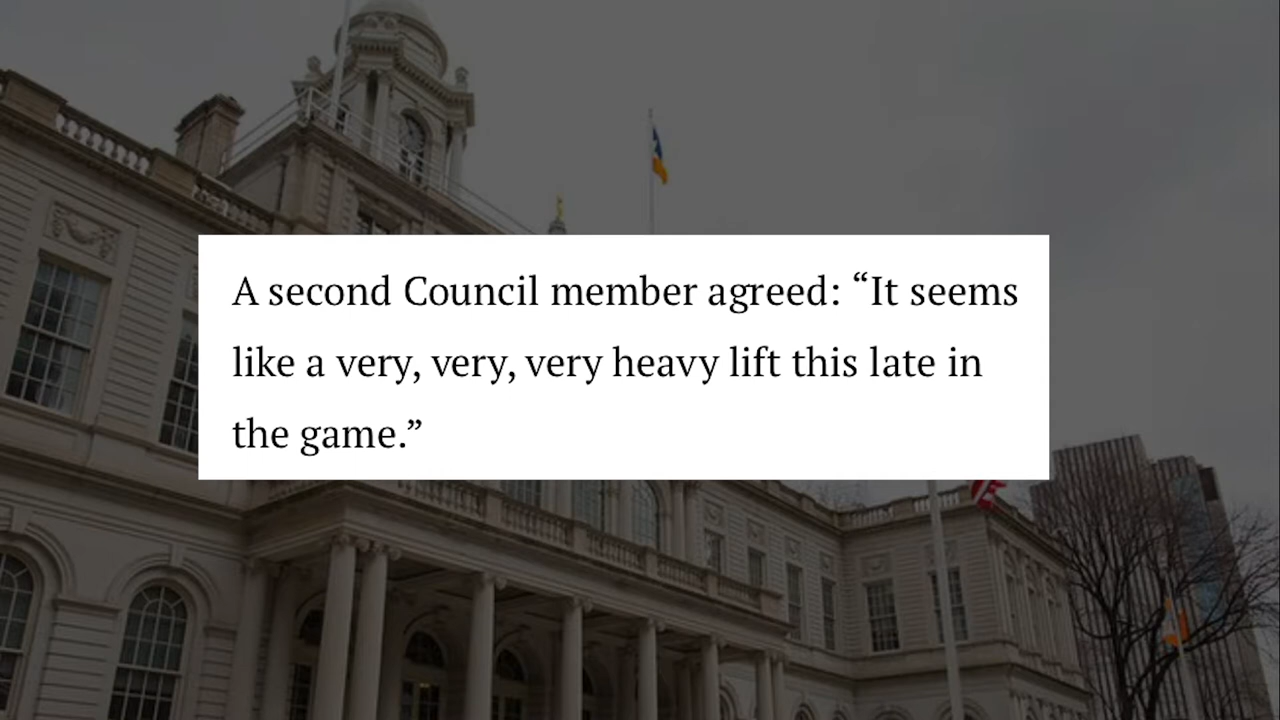 A second Council member agreed: “It seems
like a very, very, very heavy lift this late in
the game.”